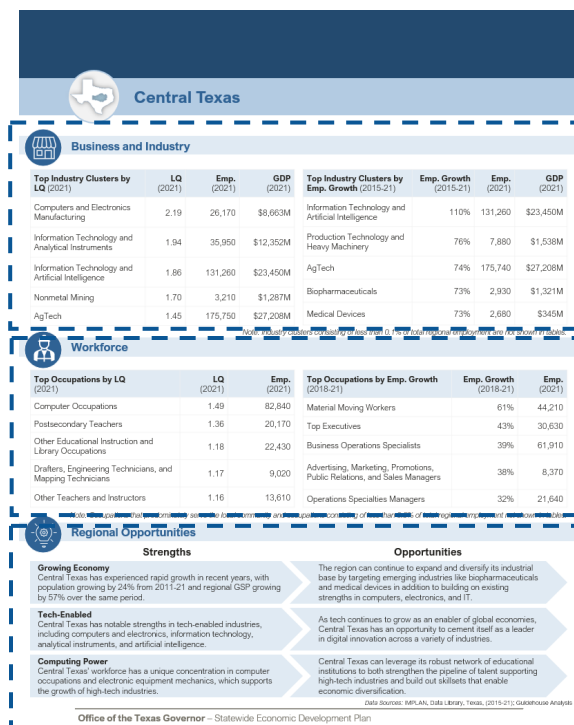 Central Texas
Business and Industry
Top Industry Clusters by LQ (2021) LQ (2021) Emp. (2021) GDP (2021)
Computers and Electronics Manufacturing 2.19 26,170 $8,663M
Information Technology and Analytical Instruments 1.94 35,950 $12,352M
Information Technology and Artificial Intelligence 1.86 131,260 $23,450M
Nonmetal Mining 1.70 3,210 $1,287M
AgTech 1.45 175,750 $27,208M
Top Industry Clusters by Emp. Growth (2015-21) Emp. Growth (2015-21) Emp. (2021) GDP (2021)
Information Technology and Artificial Intelligence 110% 131,260 $23,450M
Production Technology and Heavy Machinery 76% 7,880 $1,538M
AgTech 74% 175,740 $27,208M
Biopharmaceuticals 73% 2,930 $1,321M
Medical Devices 73% 2,680 $345M
Note: Industry clusters consisting of less than 0.1% of total regional employment are not shown in tables.
Workforce
Top Occupations by LQ (2021) LQ (2021) Emp. (2021)
Computer Occupations 1.49 82,840
Postsecondary Teachers 1.36 20,170
Other Educational Instruction and Library Occupations 1.18 22,430
Drafters, Engineering Technicians, and Mapping Technicians 1.17 9,020
Other Teachers and Instructors 1.16 13,610
Top Occupations by Emp. Growth (2018-21) Emp. Growth (2018-21) Emp. (2021)
Material Moving Workers 61% 44,210
Top Executives 43% 30,630
Business Operations Specialists 39% 61,910
Advertising, Marketing, Promotions, Public Relations, and Sales Managers 38% 8,370
Operations Specialties Managers 32% 21,640
Regional Opportunities
Strengths
Opportunities
Growing Economy
Central Texas has experienced rapid growth in recent years, with
population growing by 24% from 2011-21 and regional GSP growing
by 57% over the same period.
The region can continue to expand and diversify its industrial
base by targeting emerging industries like biopharmaceuticals
and medical devices in addition to building on existing
strengths in computers, electronics, and IT.
Tech-Enabled
Central Texas has notable strengths in tech-enabled industries,
including computers and electronics, information technology,
analytical instruments, and artificial intelligence.
As tech continues to grow as an enabler of global economies,
Central Texas has an opportunity to cement itself as a leader
in digital innovation across a variety of industries.
Computing Power
Central Texas' workforce has a unique concentration in computer
occupations and electronic equipment mechanics, which supports
the growth of high-tech industries.
Central Texas can leverage its robust network of educational
institutions to both strengthen the pipeline of talent supporting
high-tech industries and build out skillsets that enable
economic diversification.
Data Sources: IMPLAN, Data Library, Texas, (2015-21); Guidehouse Analysis
Office of the Texas Governor – Statewide Economic Development Plan